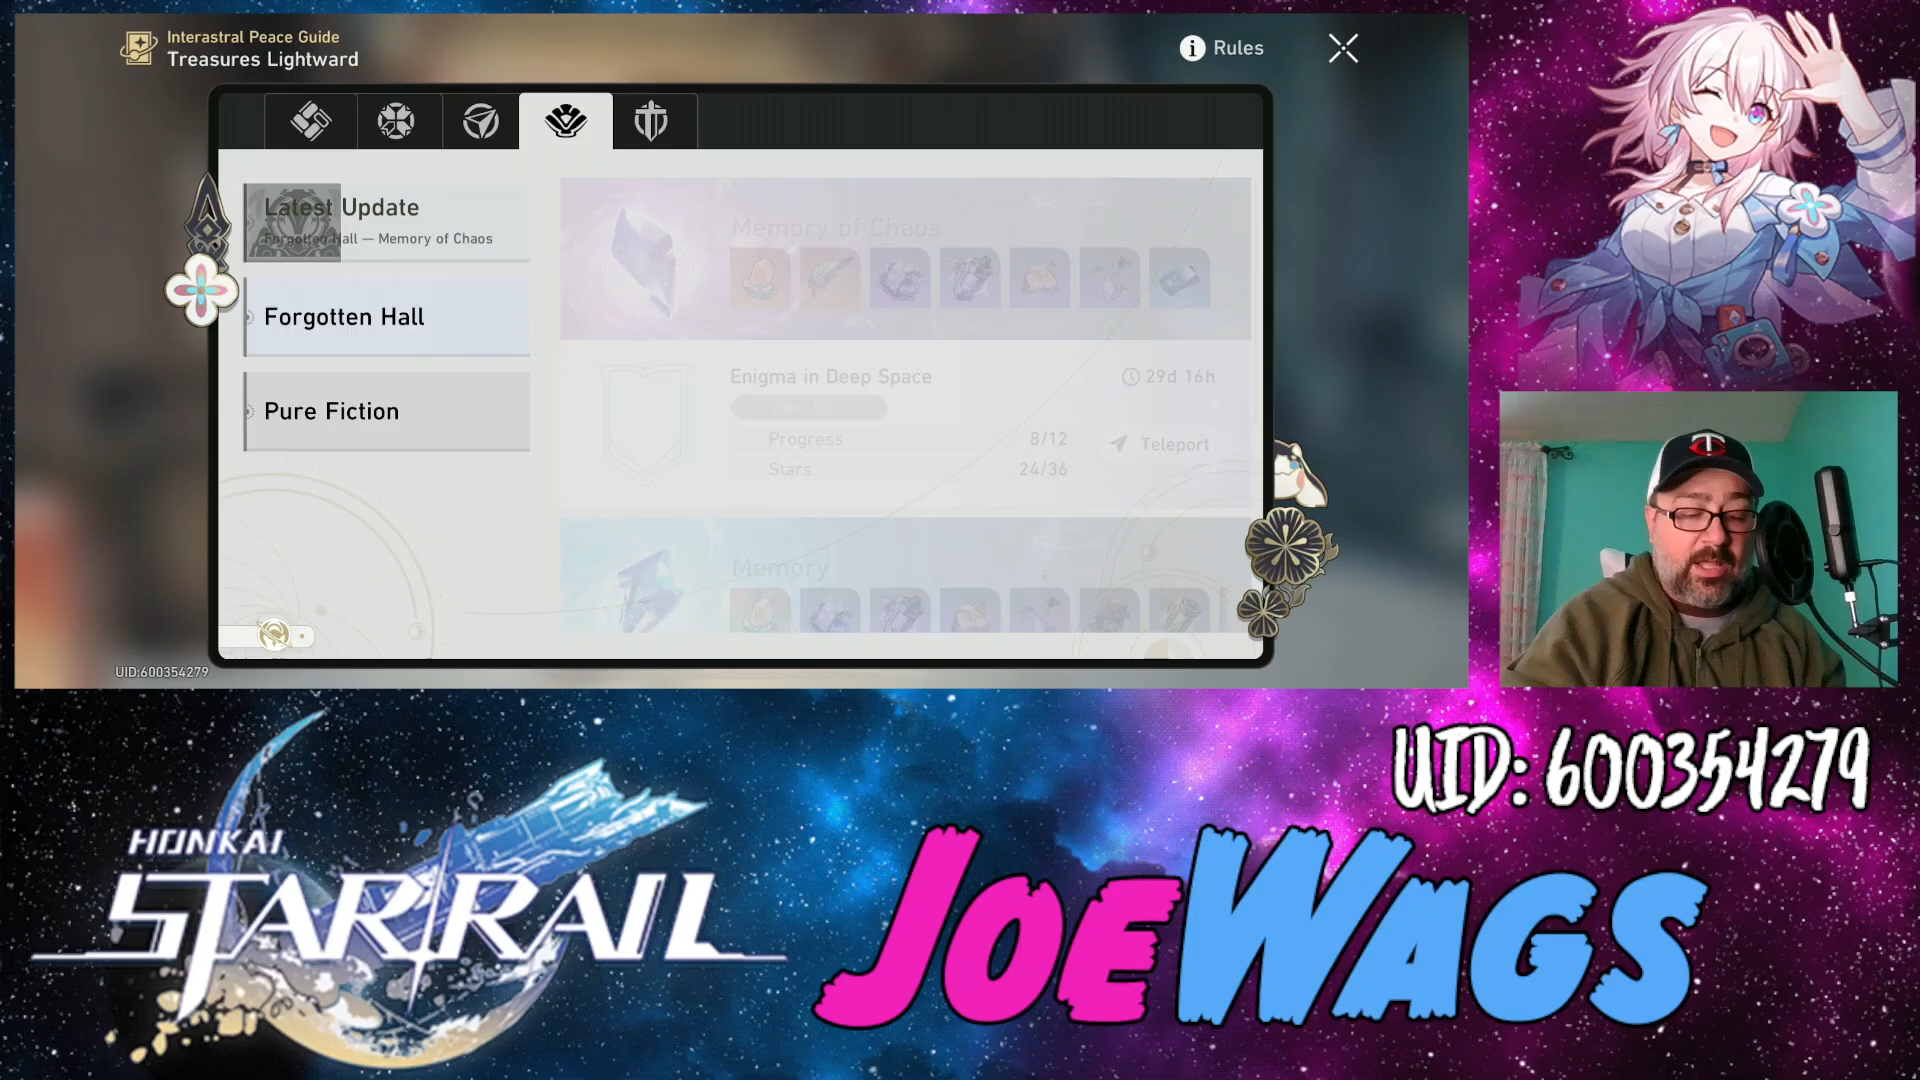 Interastral Peace Guide
Treasures Lightward
Rules
Latest Update
Forgotten Hall — Memory of Chaos
Forgotten Hall
Pure Fiction
Memory of Chaos
Enigma in Deep Space
29d 16h
Progress 8/12
Teleport
Stars 24/36
Memory
UID:600354279
UID: 600354279
HONKAI
STAR RAIL
JOEWAGS